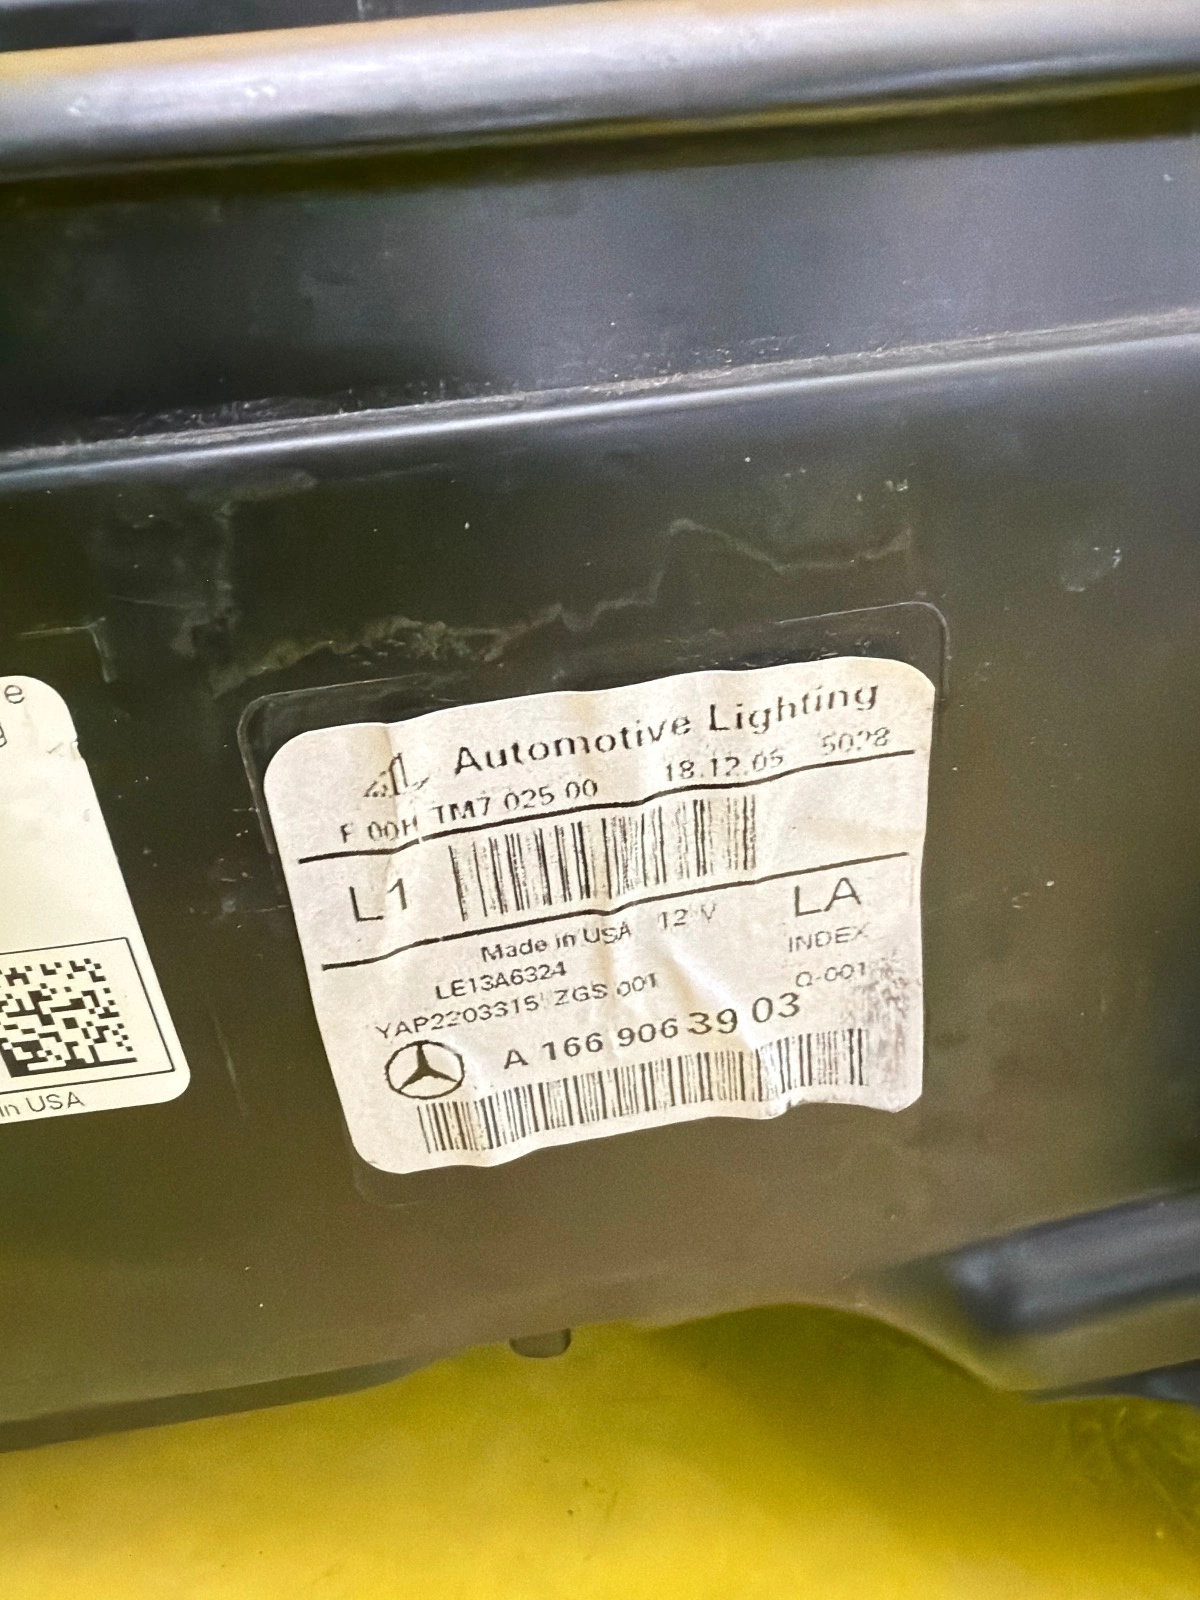 e
g
in USA
Automotive Lighting
F 00H TM7 025 00 18.12.05 5028
L1
LA
Made in USA 12 V
INDEX
LE13A6324
Q-001
YAP2203315 ZGS 001
A 166 906 39 03